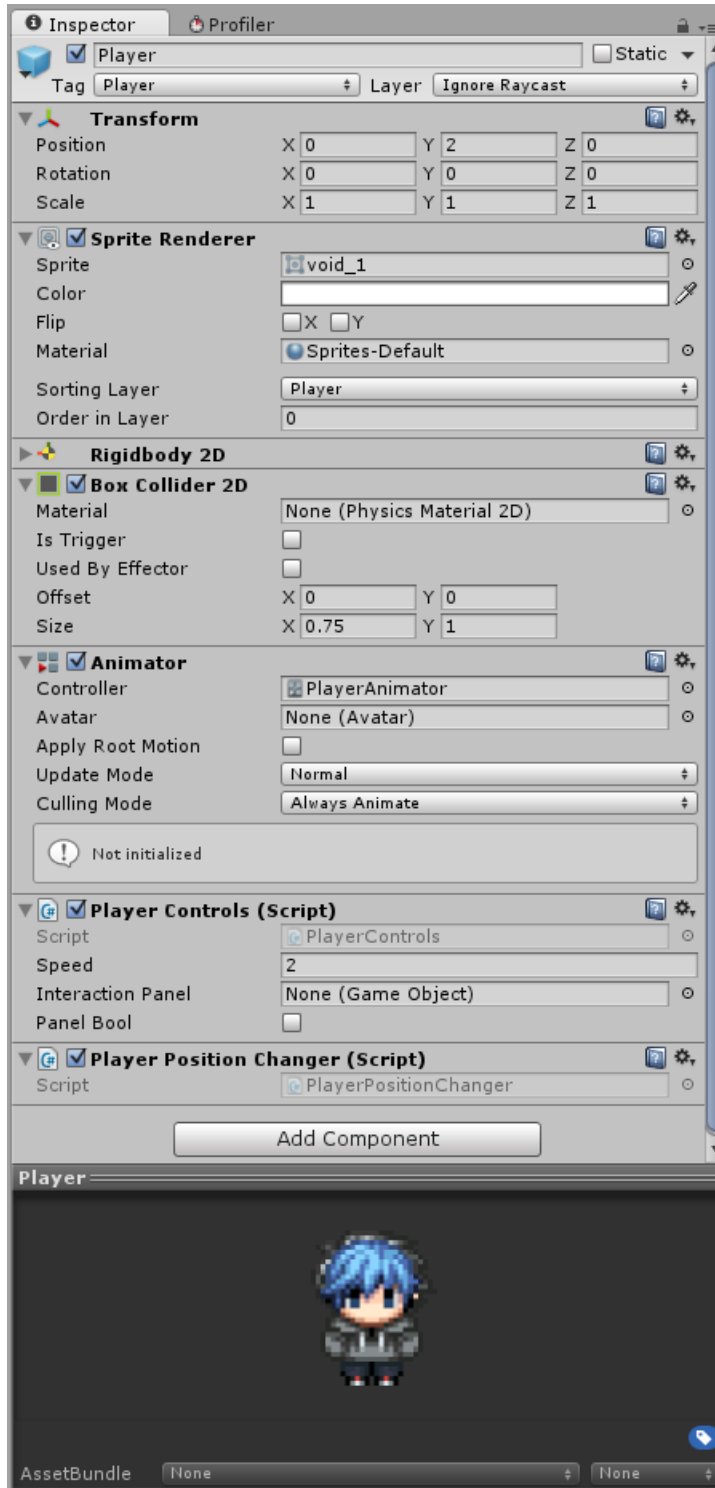 Inspector Profiler
Player Static
Tag Player Layer Ignore Raycast
Transform
Position X 0 Y 2 Z 0
Rotation X 0 Y 0 Z 0
Scale X 1 Y 1 Z 1
Sprite Renderer
Sprite void_1
Color
Flip X Y
Material Sprites-Default
Sorting Layer Player
Order in Layer 0
Rigidbody 2D
Box Collider 2D
Material None (Physics Material 2D)
Is Trigger
Used By Effector
Offset X 0 Y 0
Size X 0.75 Y 1
Animator
Controller PlayerAnimator
Avatar None (Avatar)
Apply Root Motion
Update Mode Normal
Culling Mode Always Animate
Not initialized
Player Controls (Script)
Script PlayerControls
Speed 2
Interaction Panel None (Game Object)
Panel Bool
Player Position Changer (Script)
Script PlayerPositionChanger
Add Component
Player
AssetBundle None None